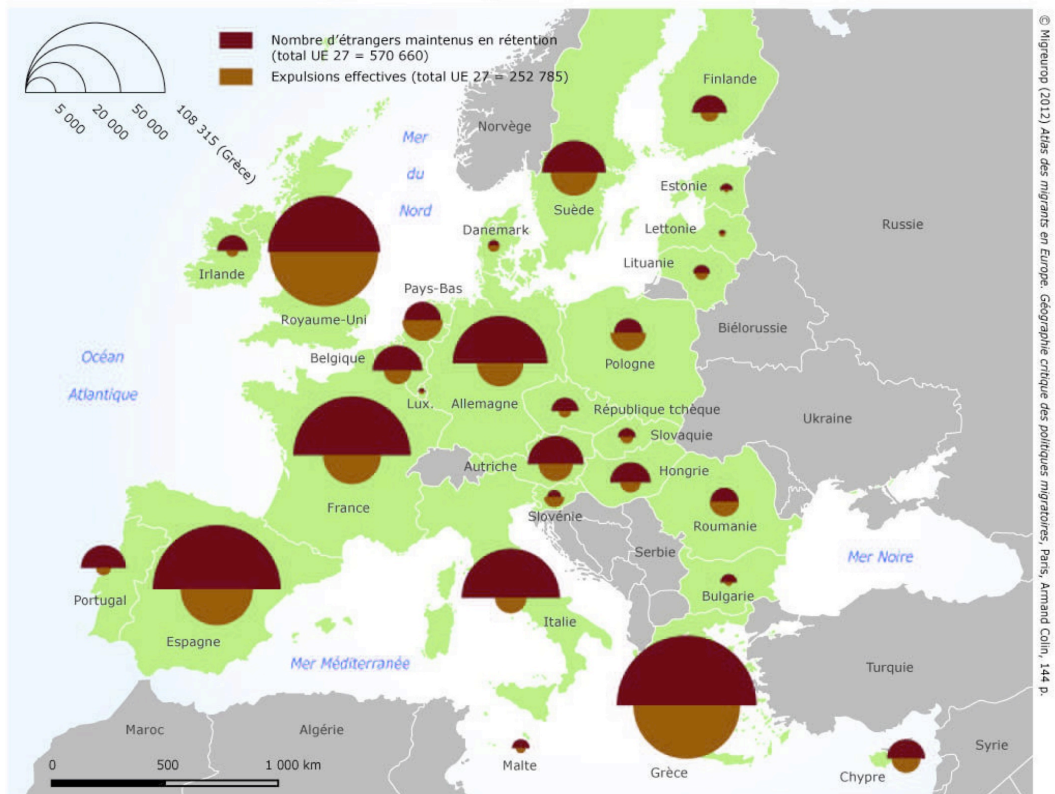 Nombre d'étrangers maintenus en rétention
(total UE 27 = 570 660)
Expulsions effectives (total UE 27 = 252 785)
5 000
20 000
50 000
108 315 (Grèce)
Finlande
Norvège
Mer
du
Nord
Suède
Estonie
Russie
Danemark
Lettonie
Irlande
Lituanie
Pays-Bas
Royaume-Uni
Biélorussie
Belgique
Pologne
Océan
Atlantique
Lux.
Allemagne
République tchèque
Ukraine
Slovaquie
Autriche
Hongrie
France
Slovénie
Roumanie
Serbie
Mer Noire
Portugal
Bulgarie
Italie
Espagne
Mer Méditerranée
Turquie
Maroc
Algérie
Syrie
Malte
Grèce
Chypre
0 500 1 000 km
© Migreurop (2012) Atlas des migrants en Europe. Géographie critique des politiques migratoires, Paris, Armand Colin, 144 p.